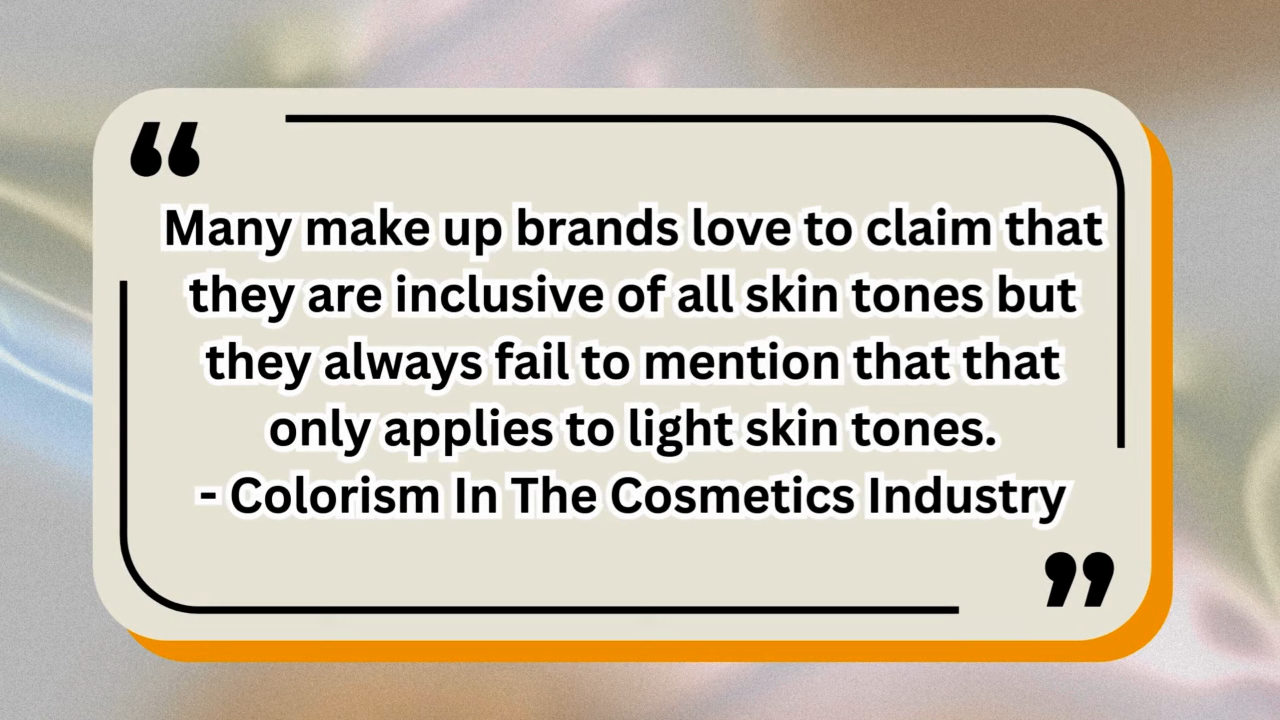 “
Many make up brands love to claim that
they are inclusive of all skin tones but
they always fail to mention that that
only applies to light skin tones.
- Colorism In The Cosmetics Industry
”